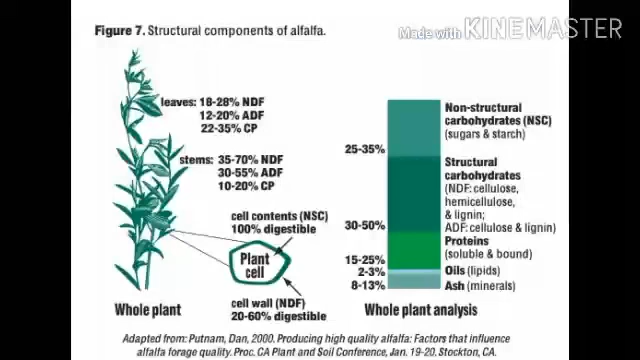 Figure 7. Structural components of alfalfa.
Made with KINEMASTER
leaves: 18-28% NDF
12-20% ADF
22-35% CP
stems: 35-70% NDF
30-55% ADF
10-20% CP
cell contents (NSC)
100% digestible
Plant
cell
cell wall (NDF)
20-60% digestible
Whole plant
Non-structural
carbohydrates (NSC)
(sugars & starch)
25-35%
Structural
carbohydrates
(NDF: cellulose,
hemicellulose,
& lignin;
ADF: cellulose & lignin)
30-50%
Proteins
(soluble & bound)
15-25%
Oils (lipids)
2-3%
Ash (minerals)
8-13%
Whole plant analysis
Adapted from: Putnam, Dan, 2000. Producing high quality alfalfa: Factors that influence
alfalfa forage quality. Proc. CA Plant and Soil Conference, Jan. 19-20. Stockton, CA.